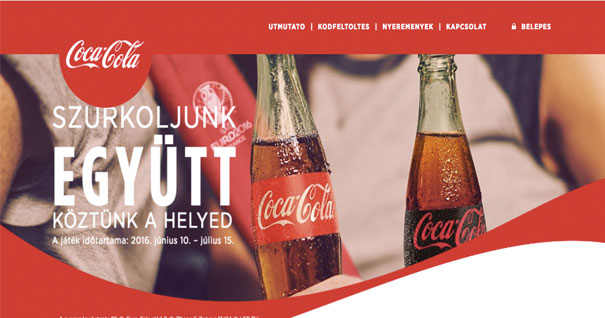 UTMUTATO | KODFELTOLTES | NYEREMENYEK | KAPCSOLAT BELEPES
Coca-Cola
SZURKOLJUNK
EGYÜTT
KÖZTÜNK A HELYED
A játék időtartama: 2016. június 10. – július 15.
EURO2016
Coca-Cola
Coca-Cola